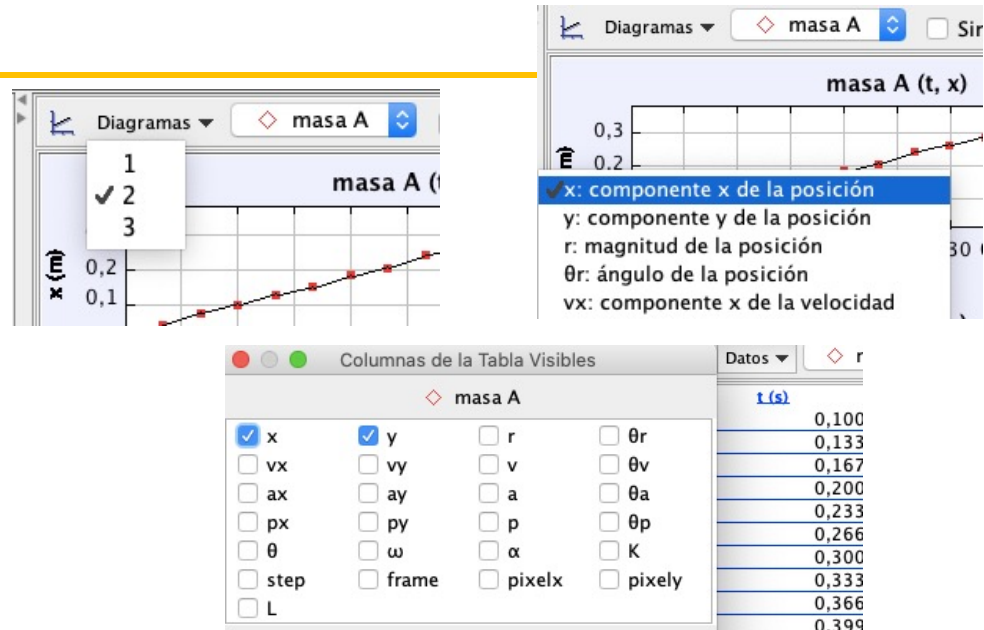 Diagramas masa A
1
2
3
masa A (t
x (m)
0,2
0,1
Diagramas masa A Sin
masa A (t, x)
0,3
0,2
x: componente x de la posición
y: componente y de la posición
r: magnitud de la posición
θr: ángulo de la posición
vx: componente x de la velocidad
30
Columnas de la Tabla Visibles
masa A
x y r θr
vx vy v θv
ax ay a θa
px py p θp
θ ω α K
step frame pixelx pixely
L
Datos
t (s)
0,100
0,133
0,167
0,200
0,233
0,266
0,300
0,333
0,366
0,399